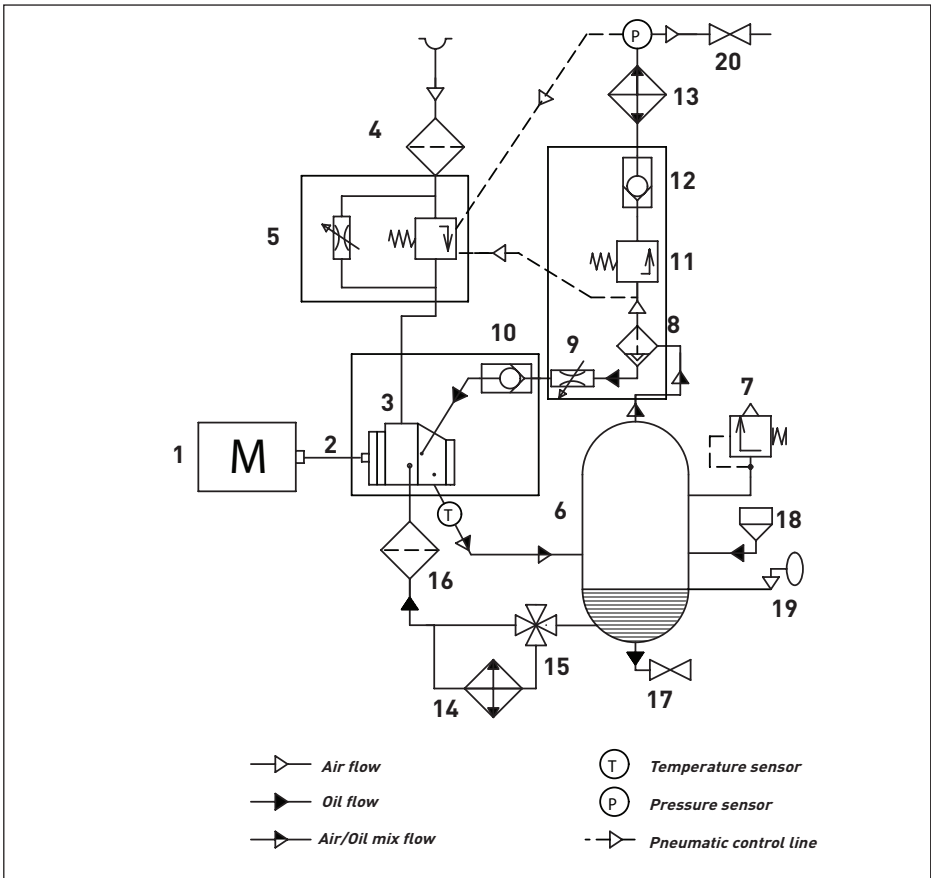 P
20
13
4
12
5
11
8
10
9
7
3
1
M
2
6
T
18
16
19
15
14
17
Air flow
T
Temperature sensor
Oil flow
P
Pressure sensor
Air/Oil mix flow
Pneumatic control line